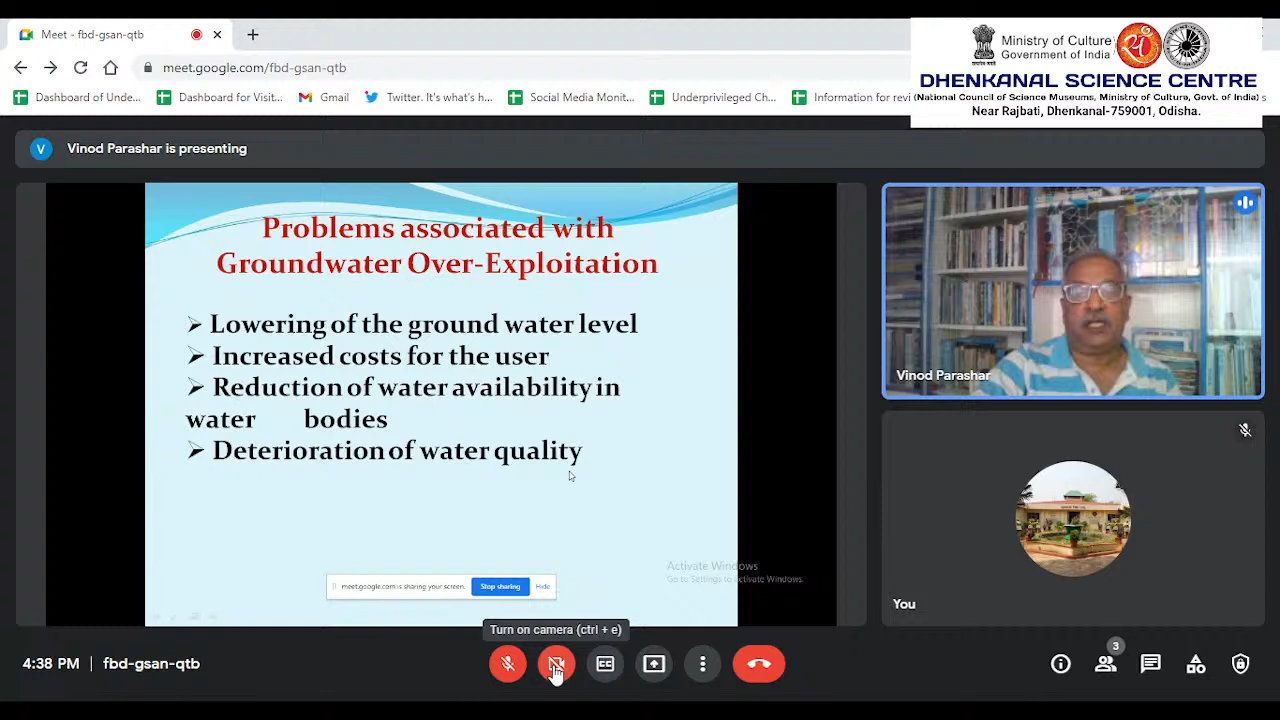 Meet - fbd-gsan-qtb
meet.google.com/fbd-gsan-qtb
Dashboard of Unde...
Dashboard for Visit...
Gmail
Twitter. It's what's h...
Social Media Monit...
Underprivileged Ch...
Information for revi
Ministry of Culture
Government of India
DHENKANAL SCIENCE CENTRE
(National Council of Science Museums, Ministry of Culture, Govt. of India)
Near Rajbati, Dhenkanal-759001, Odisha.
V
Vinod Parashar is presenting
Problems associated with
Groundwater Over-Exploitation
➢ Lowering of the ground water level
➢ Increased costs for the user
➢ Reduction of water availability in
water bodies
➢ Deterioration of water quality
Activate Windows
Go to Settings to activate Windows.
meet.google.com is sharing your screen.
Stop sharing
Hide
Vinod Parashar
You
Turn on camera (ctrl + e)
4:38 PM | fbd-gsan-qtb
CC
3